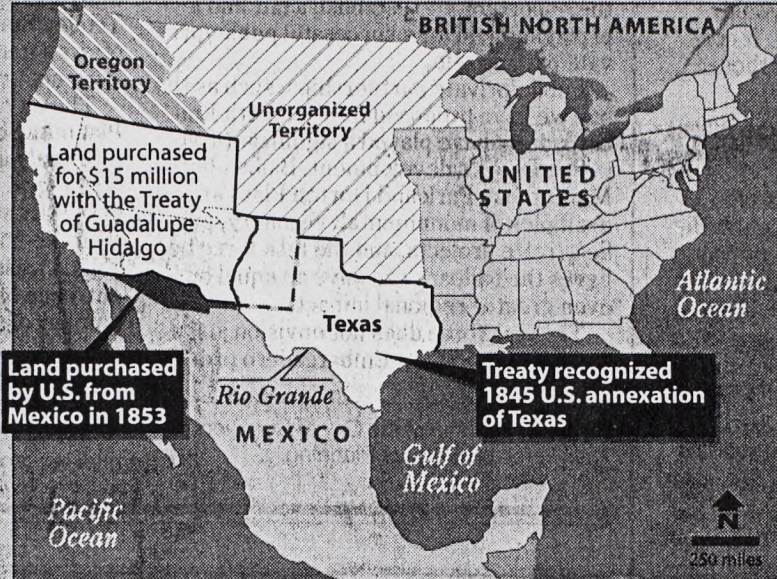 BRITISH NORTH AMERICA
Oregon
Territory
Unorganized
Territory
Land purchased
for $15 million
with the Treaty
of Guadalupe
Hidalgo
UNITED
STATES
Atlantic
Ocean
Texas
Land purchased
by U.S. from
Mexico in 1853
Rio Grande
Treaty recognized
1845 U.S. annexation
of Texas
MEXICO
Gulf of
Mexico
Pacific
Ocean
N
250 miles